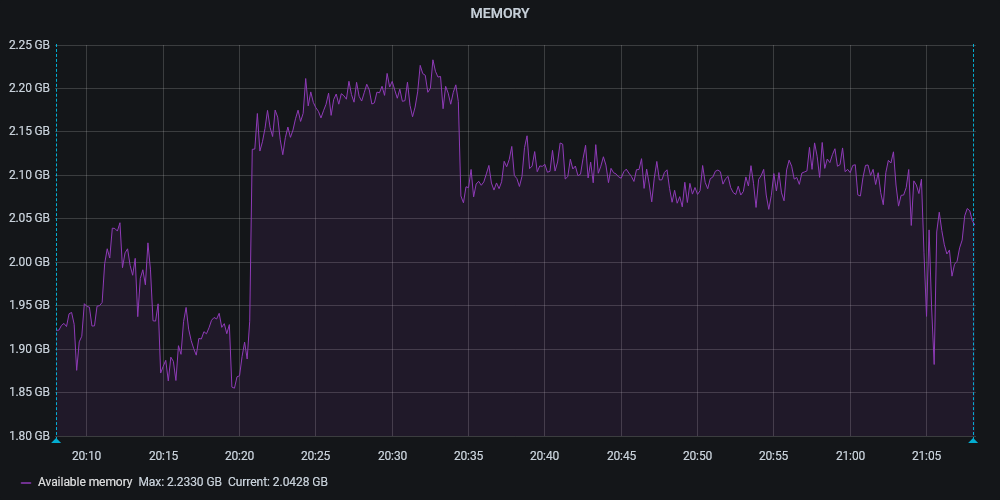 MEMORY
2.25 GB
2.20 GB
2.15 GB
2.10 GB
2.05 GB
2.00 GB
1.95 GB
1.90 GB
1.85 GB
1.80 GB
20:10 20:15 20:20 20:25 20:30 20:35 20:40 20:45 20:50 20:55 21:00 21:05
Available memory Max: 2.2330 GB Current: 2.0428 GB